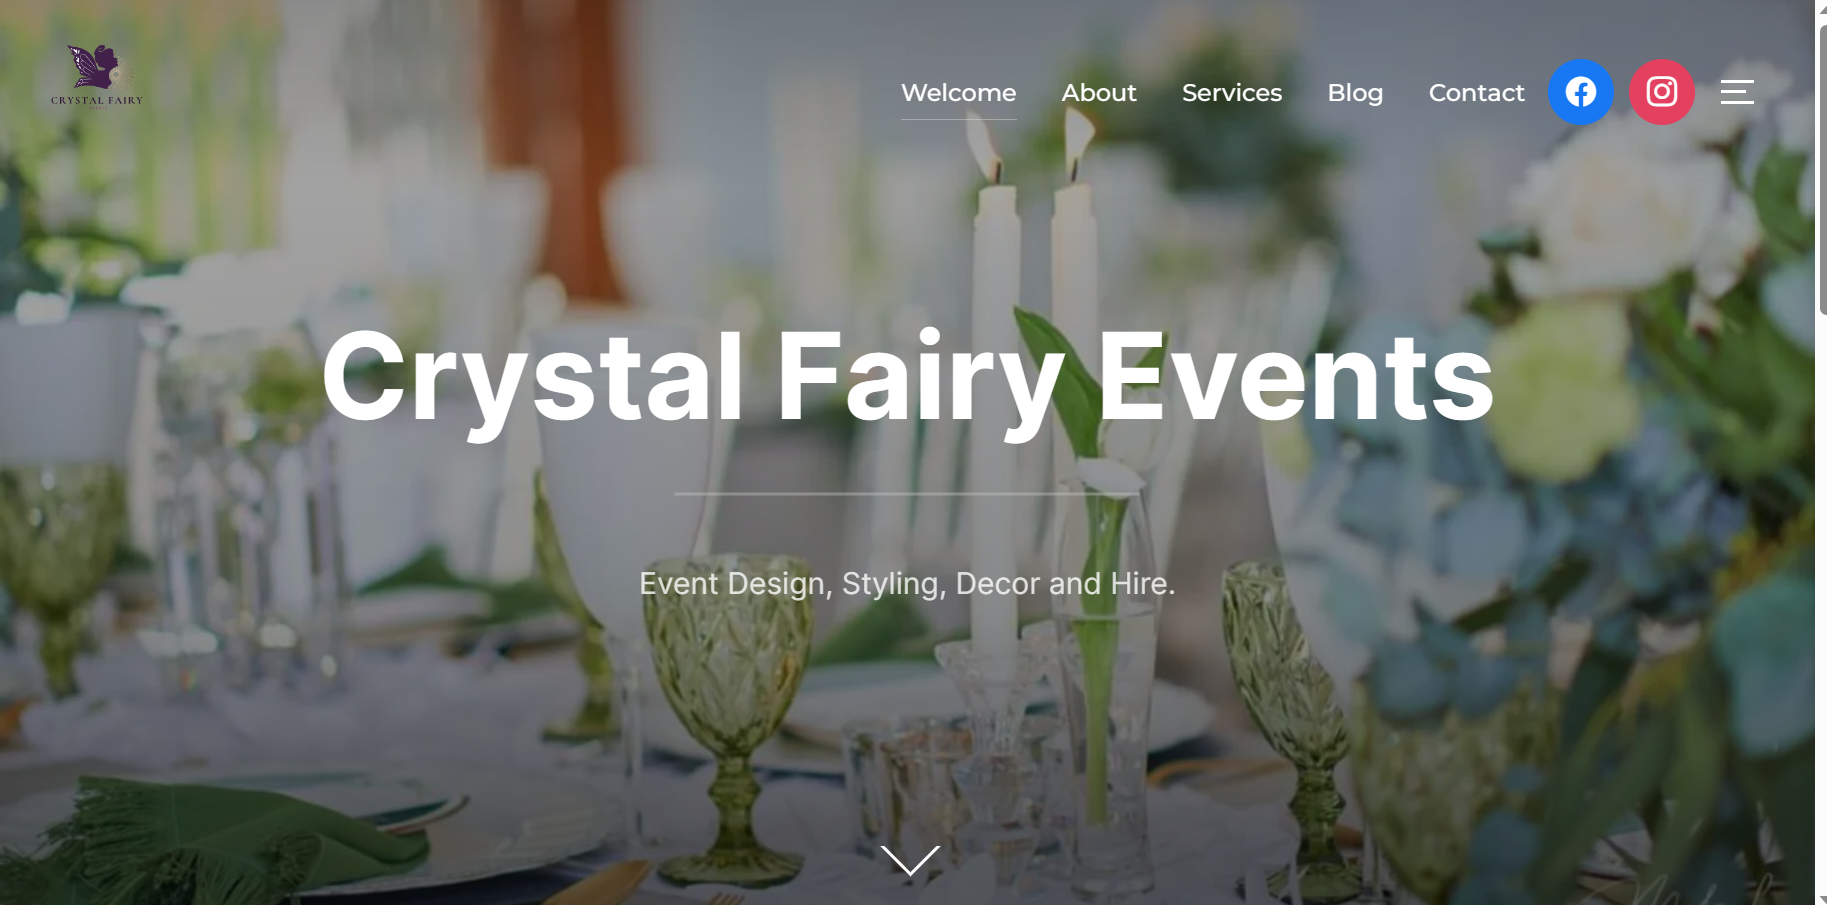 CRYSTAL FAIRY
Welcome
About
Services
Blog
Contact
Crystal Fairy Events
Event Design, Styling, Decor and Hire.